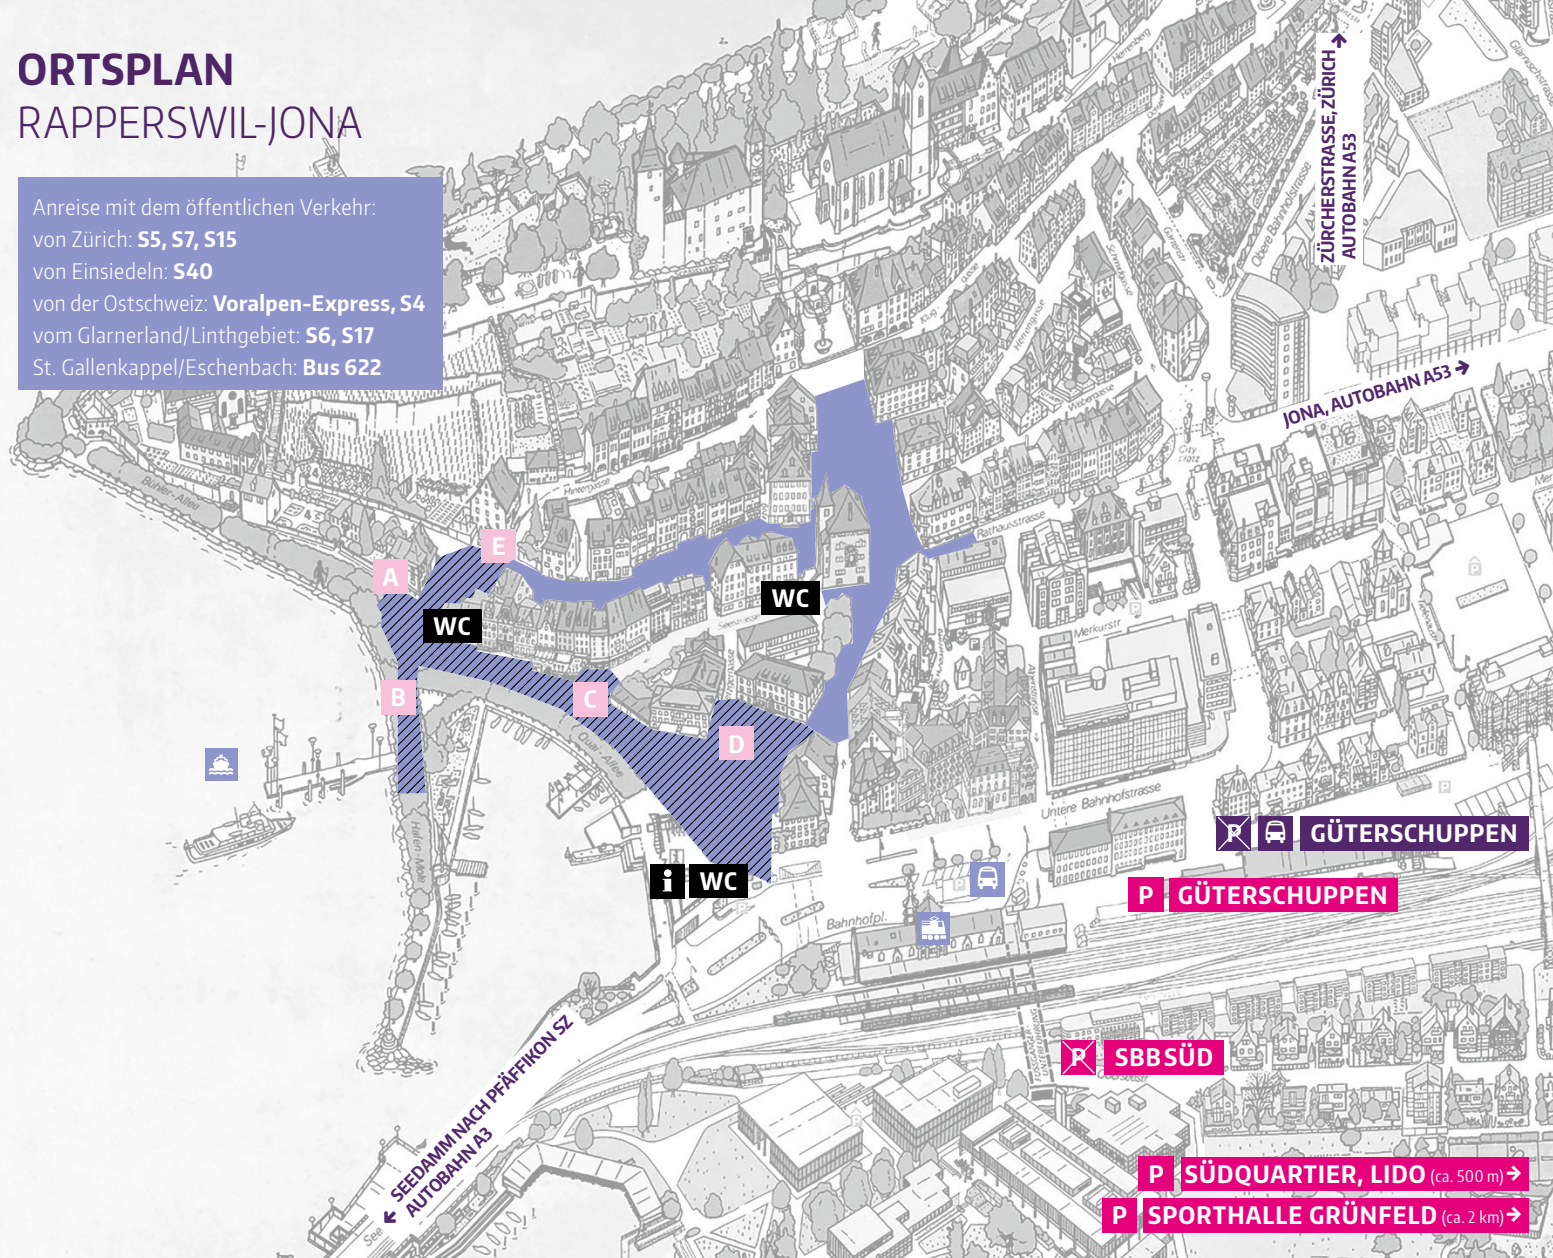 ORTSPLAN
RAPPERSWIL-JONA
Anreise mit dem öffentlichen Verkehr:
von Zürich: S5, S7, S15
von Einsiedeln: S40
von der Ostschweiz: Voralpen-Express, S4
vom Glarnerland/Linthgebiet: S6, S17
St. Gallenkappel/Eschenbach: Bus 622
ZÜRCHERSTRASSE, ZÜRICH
AUTOBAHN A53
JONA, AUTOBAHN A53
Herrenberg
Obere Bahnhofstrasse
Hintergasse
Bühler-Allee
Rathausstrasse
Seestrasse
Merkurstr
P
P
E
A
WC
WC
B
C
D
Quai-Allee
Hafen-Mole
Untere Bahnhofstrasse
P
P GÜTERSCHUPPEN
P GÜTERSCHUPPEN
i WC
P
P
Bahnhofpl.
SEEDAMM NACH PFÄFFIKON SZ
AUTOBAHN A3
P SBB SÜD
P SÜDQUARTIER, LIDO (ca. 500 m) →
P SPORTHALLE GRÜNFELD (ca. 2 km) →
See